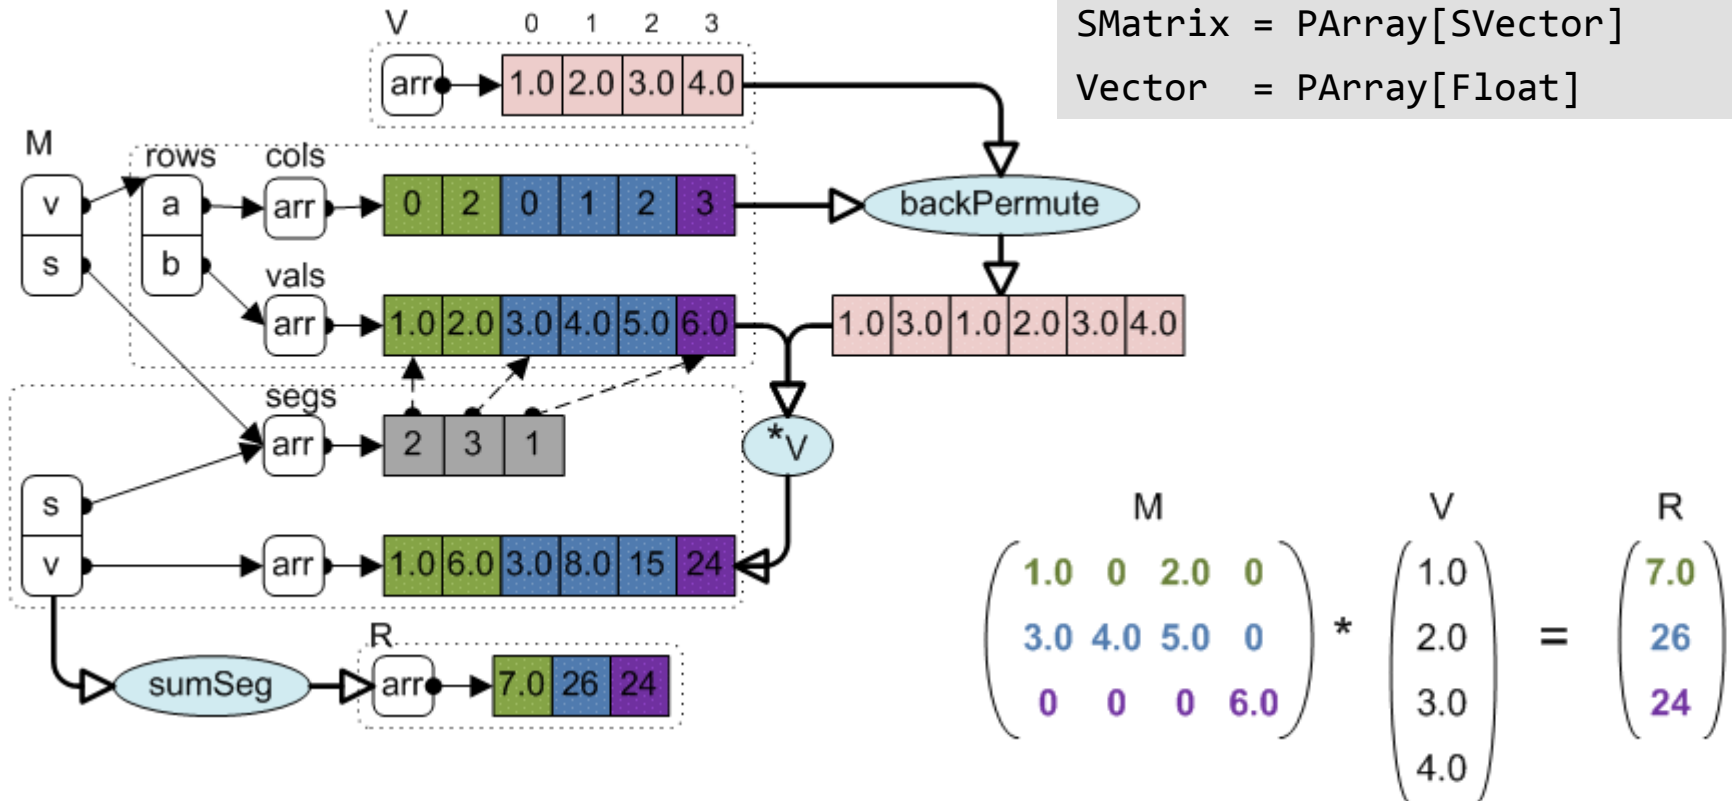 SMatrix = PArray[SVector]
Vector  = PArray[Float]
V 0 1 2 3
arr 1.0 2.0 3.0 4.0
M
rows cols
v a arr 0 2 0 1 2 3 backPermute
s b
vals
arr 1.0 2.0 3.0 4.0 5.0 6.0 1.0 3.0 1.0 2.0 3.0 4.0
segs
arr 2 3 1 *V
s
v arr 1.0 6.0 3.0 8.0 15 24
R
sumSeg arr 7.0 26 24
M V R
1.0 0 2.0 0 1.0 7.0
3.0 4.0 5.0 0 * 2.0 = 26
0 0 0 6.0 3.0 24
4.0